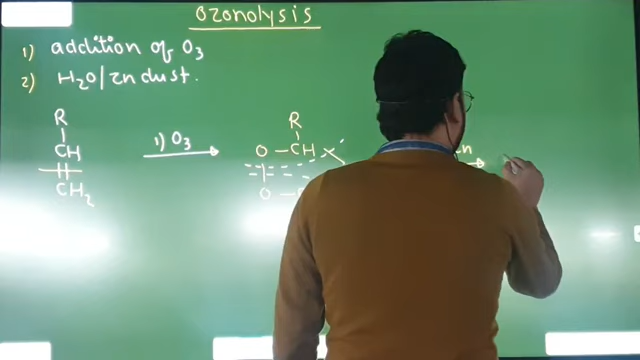 Ozonolysis
1) addition of O₃
2) H₂O/Zn dust.
R
CH
CH₂
1) O₃
R
O – CH
O –